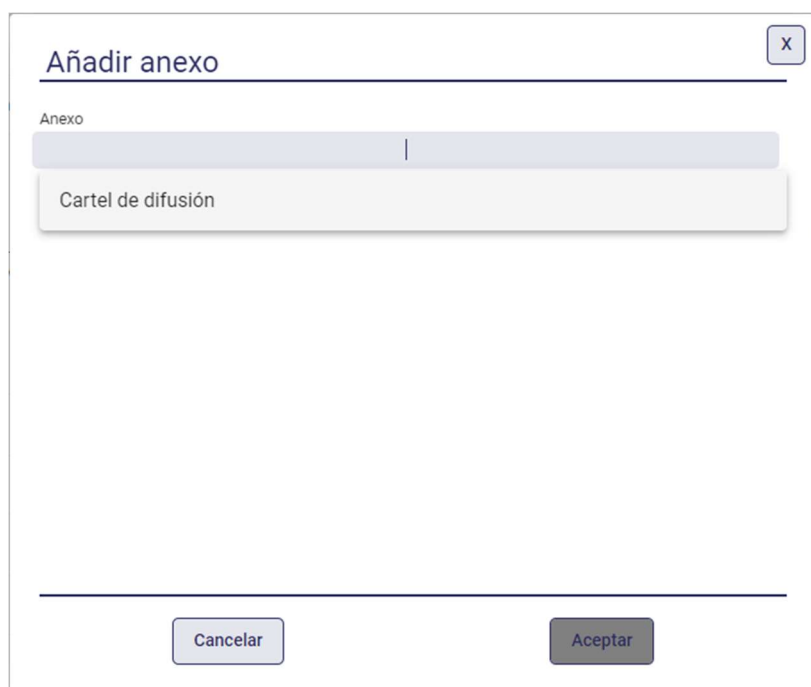 X
Añadir anexo
Anexo
Cartel de difusión
Cancelar
Aceptar